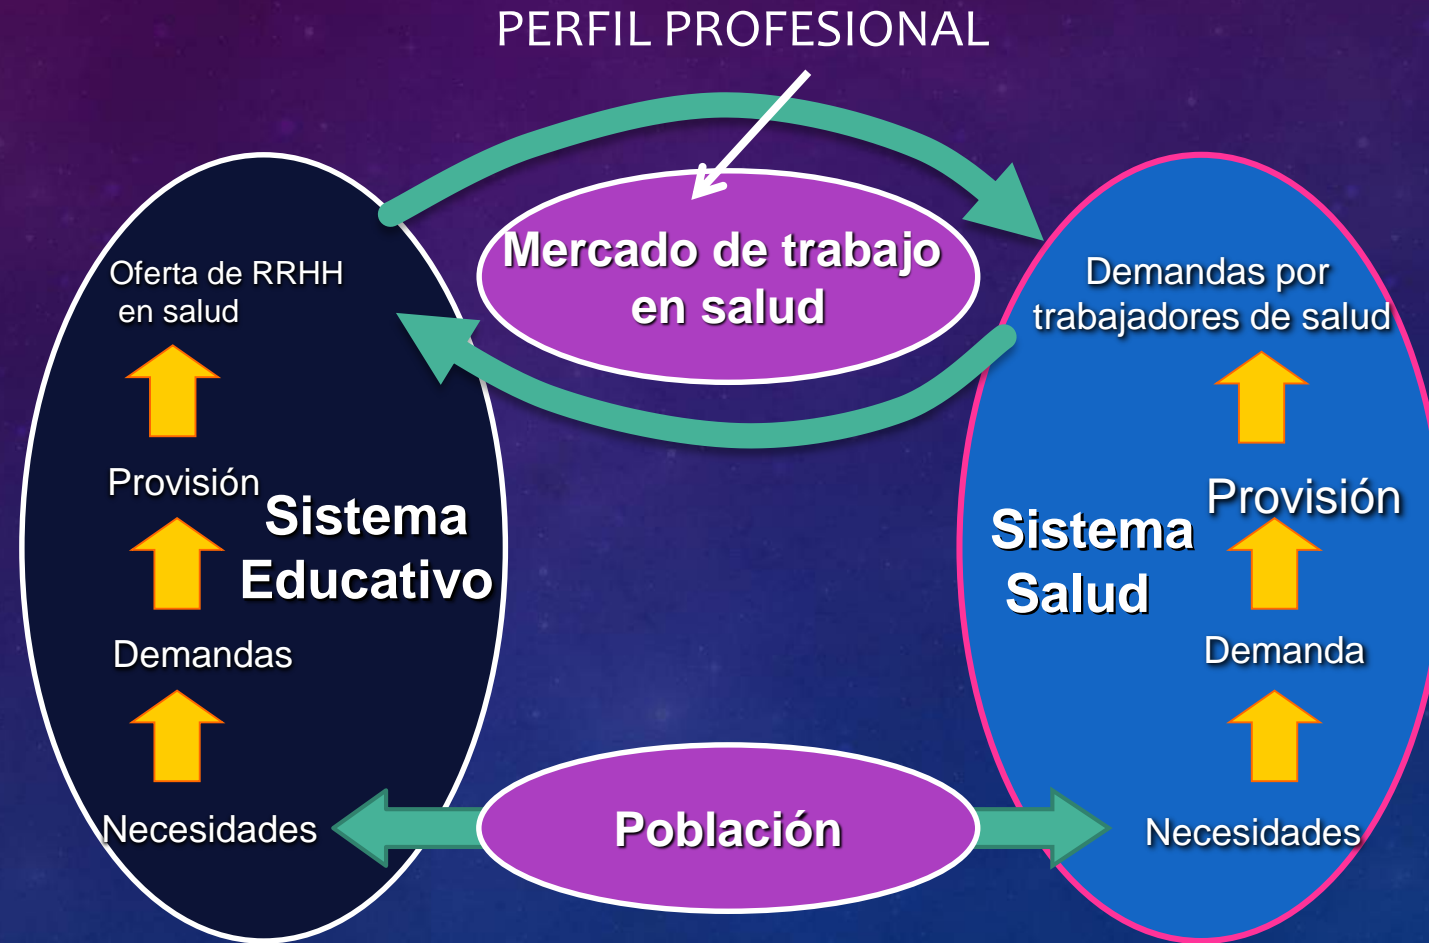 PERFIL PROFESIONAL
Mercado de trabajo
en salud
Oferta de RRHH
en salud
Provisión
Sistema
Educativo
Demandas
Necesidades
Población
Demandas por
trabajadores de salud
Provisión
Sistema
Salud
Demanda
Necesidades